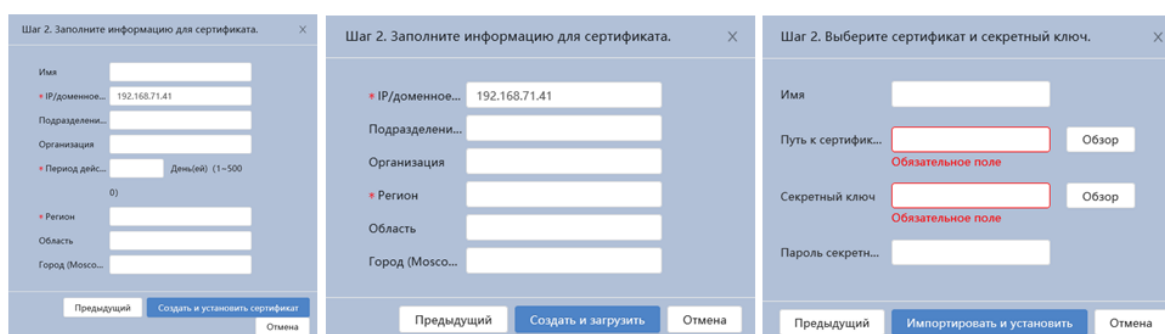 Шаг 2. Заполните информацию для сертификата.
Имя
* IP/доменное... 192.168.71.41
Подразделени...
Организация
* Период дейс... День(ей) (1~500
0)
* Регион
Область
Город (Mosco...
Предыдущий Создать и установить сертификат
Отмена
Шаг 2. Заполните информацию для сертификата.
* IP/доменное... 192.168.71.41
Подразделени...
Организация
* Регион
Область
Город (Mosco...
Предыдущий Создать и загрузить Отмена
Шаг 2. Выберите сертификат и секретный ключ.
Имя
Путь к сертифик... Обзор
Обязательное поле
Секретный ключ Обзор
Обязательное поле
Пароль секретн...
Предыдущий Импортировать и установить Отмена